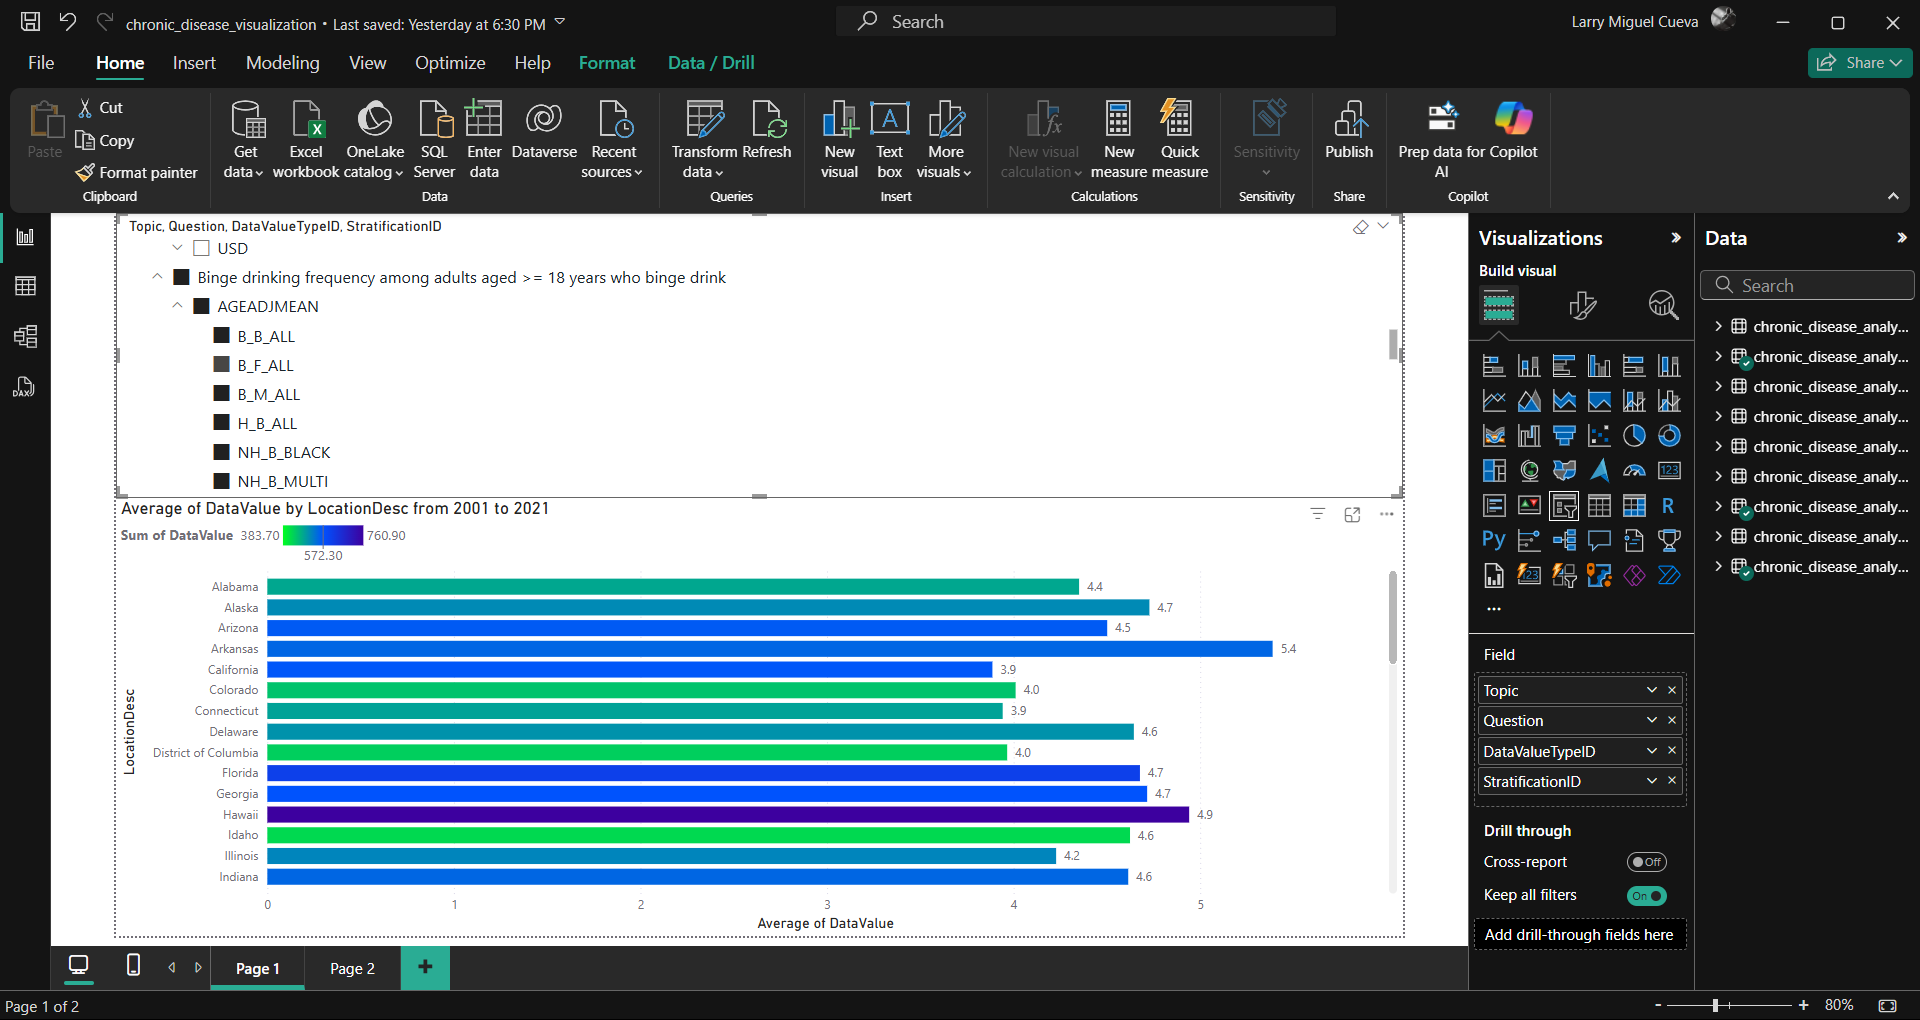 chronic_disease_visualization • Last saved: Yesterday at 6:30 PM
Search
Larry Miguel Cueva
File Home Insert Modeling View Optimize Help Format Data / Drill
Share
Paste
Cut
Copy
Format painter
Clipboard
Get data
Excel workbook
OneLake catalog
SQL Server
Enter data
Dataverse
Recent sources
Data
Transform data
Refresh
Queries
New visual
Text box
More visuals
Insert
New visual calculation
New measure
Quick measure
Calculations
Sensitivity
Sensitivity
Publish
Share
Prep data for AI
Copilot
Copilot
Topic, Question, DataValueTypeID, StratificationID
USD
Binge drinking frequency among adults aged >= 18 years who binge drink
AGEADJMEAN
B_B_ALL
B_F_ALL
B_M_ALL
H_B_ALL
NH_B_BLACK
NH_B_MULTI
Average of DataValue by LocationDesc from 2001 to 2021
Sum of DataValue 383.70 760.90
572.30
LocationDesc
Alabama 4.4
Alaska 4.7
Arizona 4.5
Arkansas 5.4
California 3.9
Colorado 4.0
Connecticut 3.9
Delaware 4.6
District of Columbia 4.0
Florida 4.7
Georgia 4.7
Hawaii 4.9
Idaho 4.6
Illinois 4.2
Indiana 4.6
0 1 2 3 4 5
Average of DataValue
Visualizations
Build visual
123
R
Py
123
Field
Topic
Question
DataValueTypeID
StratificationID
Drill through
Cross-report Off
Keep all filters On
Add drill-through fields here
Data
Search
chronic_disease_analy...
chronic_disease_analy...
chronic_disease_analy...
chronic_disease_analy...
chronic_disease_analy...
chronic_disease_analy...
chronic_disease_analy...
chronic_disease_analy...
chronic_disease_analy...
DAX
Page 1 Page 2 +
Page 1 of 2
- + 80%